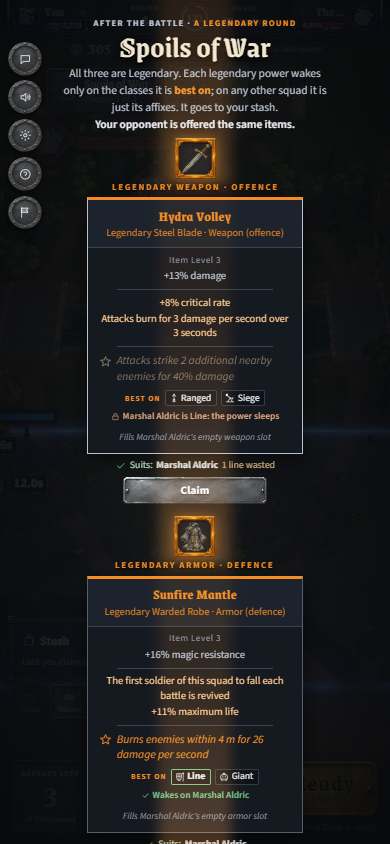 AFTER THE BATTLE · A LEGENDARY ROUND
Spoils of War
All three are Legendary. Each legendary power wakes
only on the classes it is best on; on any other squad it is
just its affixes. It goes to your stash.
Your opponent is offered the same items.
LEGENDARY WEAPON · OFFENCE
Hydra Volley
Legendary Steel Blade · Weapon (offence)
Item Level 3
+13% damage
+8% critical rate
Attacks burn for 3 damage per second over
3 seconds
Attacks strike 2 additional nearby
enemies for 40% damage
BEST ON Ranged Siege
Marshal Aldric is Line: the power sleeps
Fills Marshal Aldric's empty weapon slot
Suits: Marshal Aldric 1 line wasted
Claim
12.0s
LEGENDARY ARMOR · DEFENCE
Sunfire Mantle
Legendary Warded Robe · Armor (defence)
Item Level 3
+16% magic resistance
The first soldier of this squad to fall each
battle is revived
+11% maximum life
Stash
Burns enemies within 4 m for 26
damage per second
BEST ON Line Giant
Wakes on Marshal Aldric
3
Fills Marshal Aldric's empty armor slot
Suits: Marshal Aldric